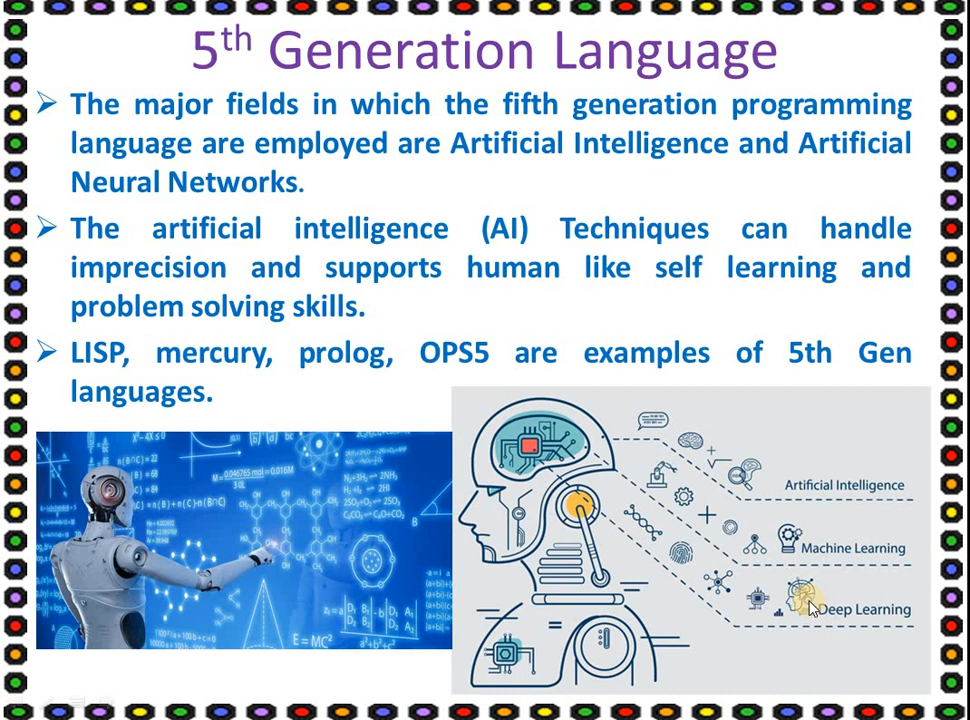 5th Generation Language
The major fields in which the fifth generation programming
language are employed are Artificial Intelligence and Artificial
Neural Networks.
The artificial intelligence (AI) Techniques can handle
imprecision and supports human like self learning and
problem solving skills.
LISP, mercury, prolog, OPS5 are examples of 5th Gen
languages.
Artificial Intelligence
Machine Learning
Deep Learning
E = MC²